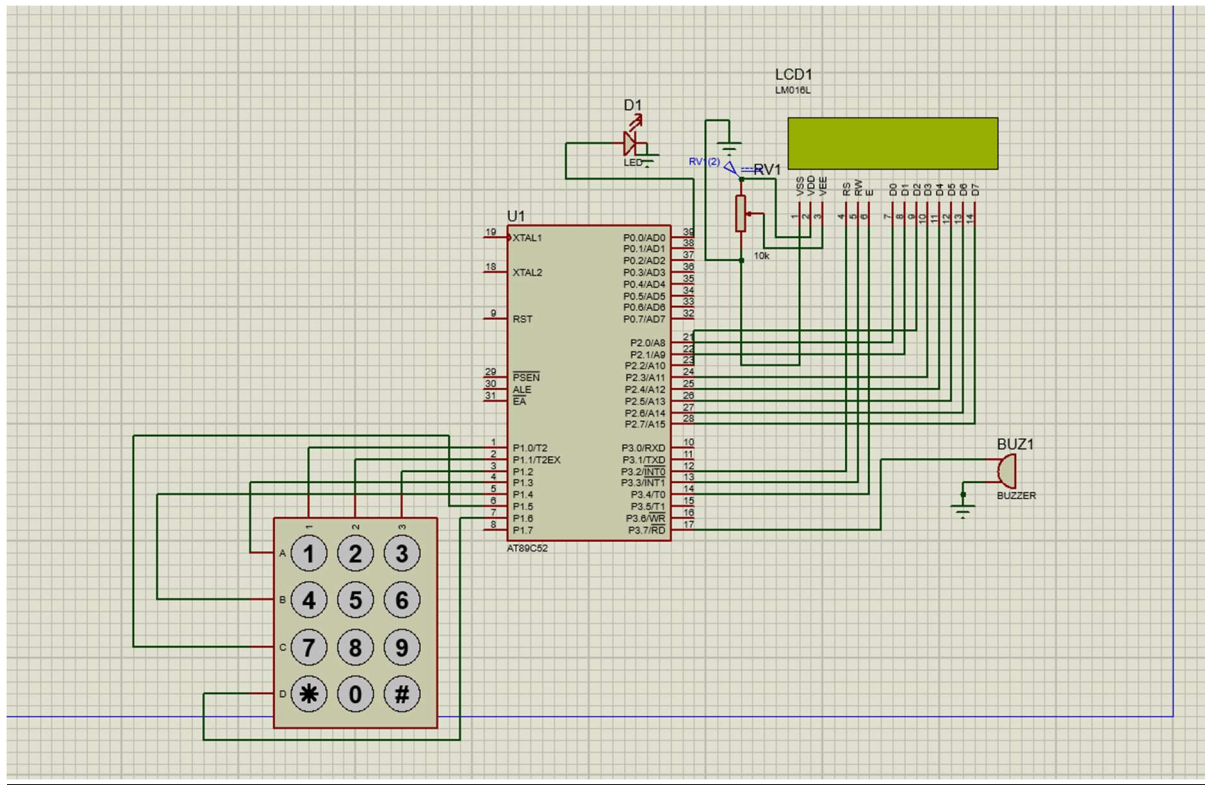 LCD1
LM016L
D1
LED
RV1(2)
RV1
10k
VSS VDD VEE RS RW E D0 D1 D2 D3 D4 D5 D6 D7
1 2 3 4 5 6 7 8 9 10 11 12 13 14
U1
19 XTAL1 P0.0/AD0 39
P0.1/AD1 38
P0.2/AD2 37
18 XTAL2 P0.3/AD3 36
P0.4/AD4 35
P0.5/AD5 34
P0.6/AD6 33
9 RST P0.7/AD7 32
P2.0/A8 21
P2.1/A9 22
P2.2/A10 23
29 PSEN P2.3/A11 24
30 ALE P2.4/A12 25
31 EA P2.5/A13 26
P2.6/A14 27
P2.7/A15 28
1 P1.0/T2 P3.0/RXD 10
2 P1.1/T2EX P3.1/TXD 11
3 P1.2 P3.2/INT0 12
4 P1.3 P3.3/INT1 13
5 P1.4 P3.4/T0 14
6 P1.5 P3.5/T1 15
7 P1.6 P3.6/WR 16
8 P1.7 P3.7/RD 17
AT89C52
BUZ1
BUZZER
1 2 3
A 1 2 3
B 4 5 6
C 7 8 9
D * 0 #